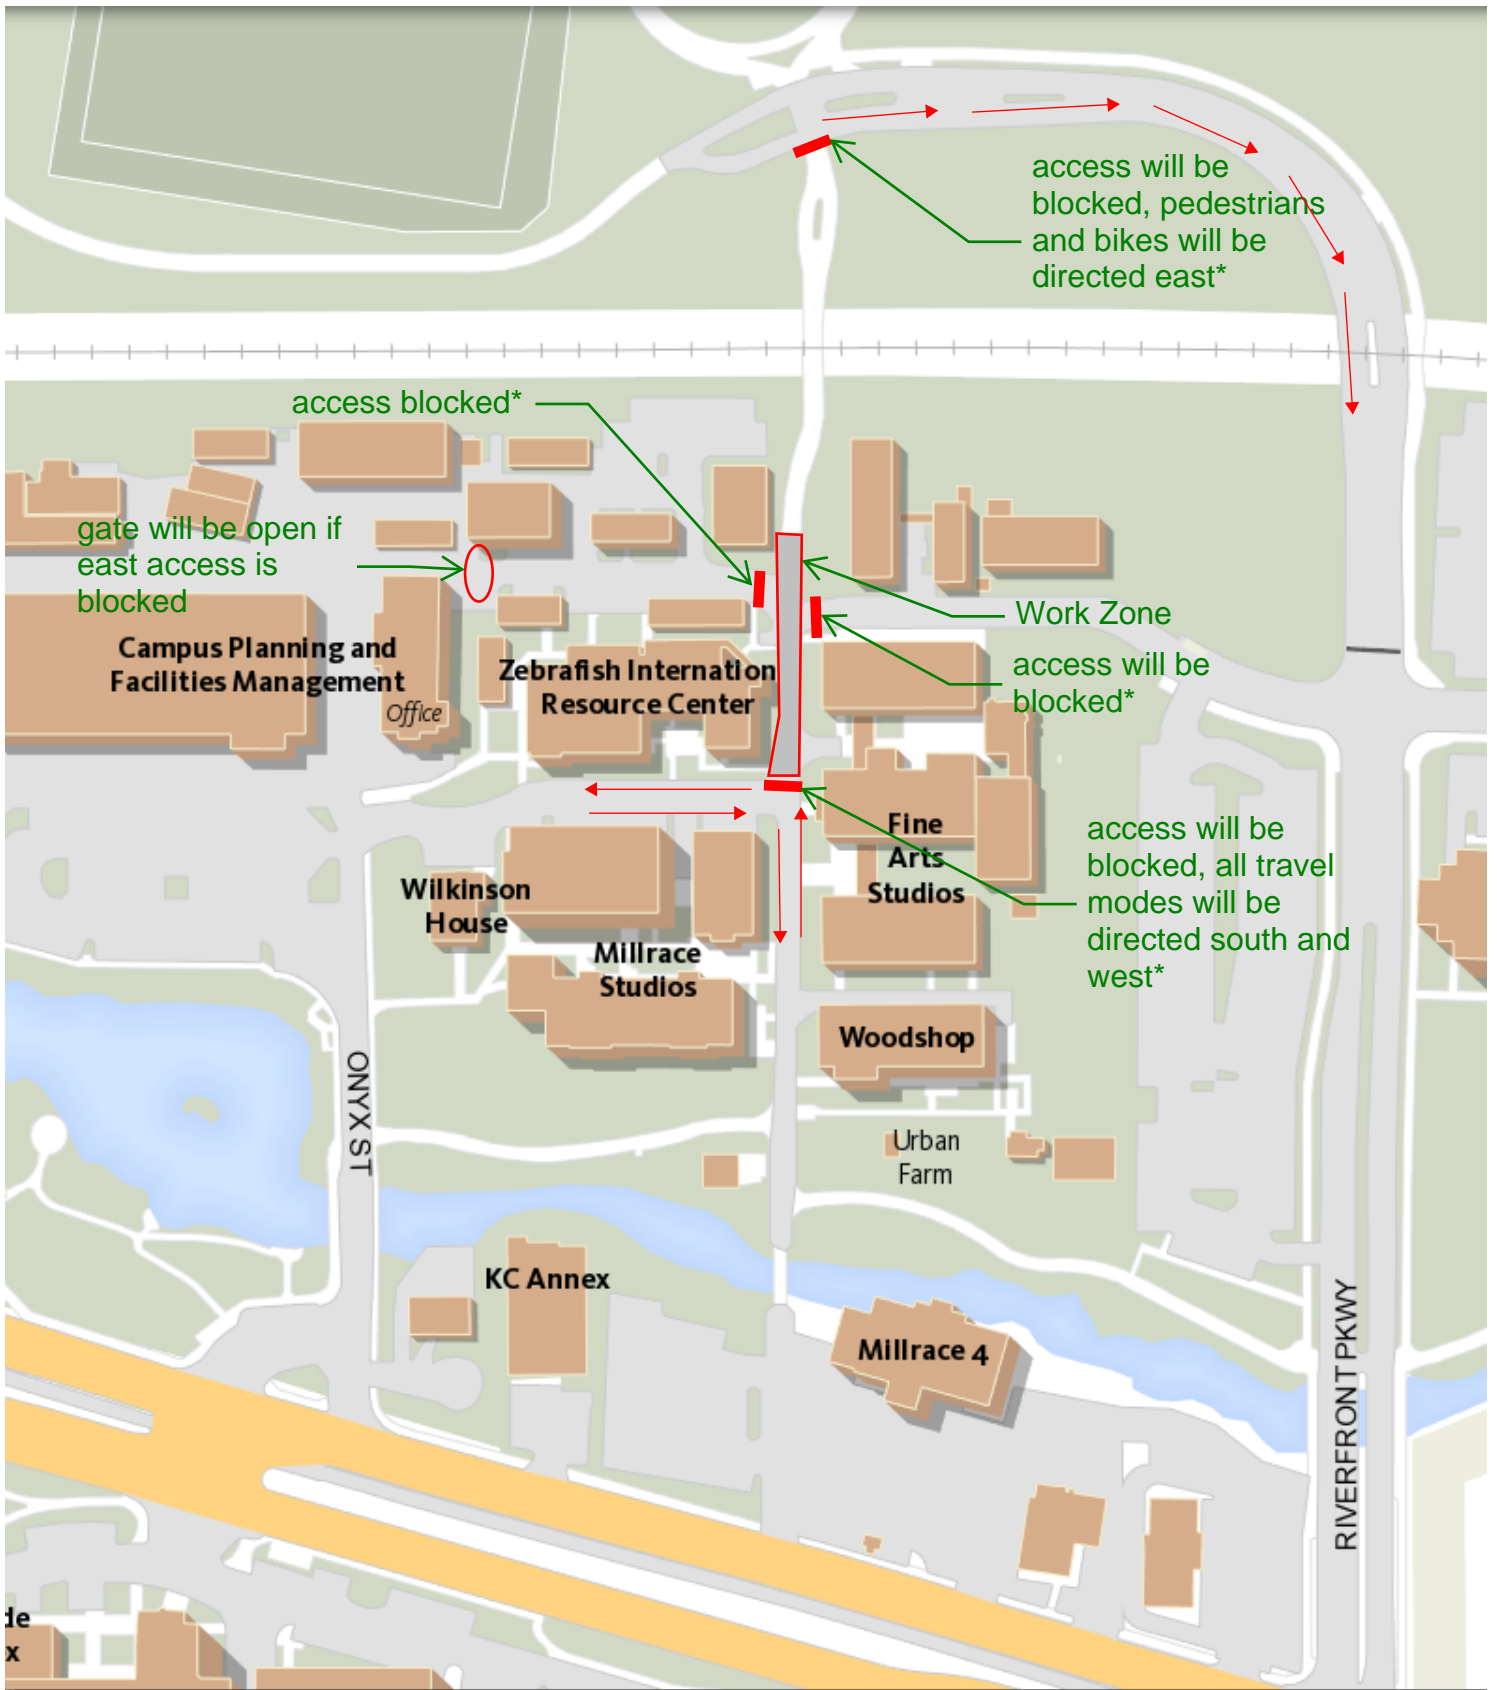 access will be
blocked, pedestrians
and bikes will be
directed east*
access blocked*
gate will be open if
east access is
blocked
Work Zone
access will be
blocked*
Campus Planning and
Facilities Management
Office
Zebrafish Internation
Resource Center
Fine
Arts
Studios
access will be
blocked, all travel
modes will be
directed south and
west*
Wilkinson
House
Millrace
Studios
Woodshop
ONYX ST
Urban
Farm
KC Annex
Millrace 4
RIVERFRONT PKWY
de
x